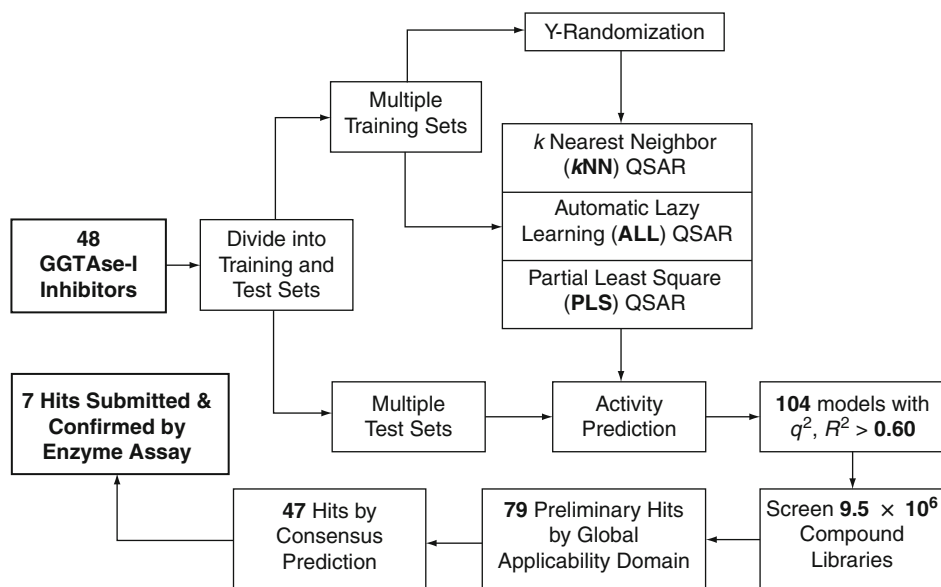 Y-Randomization
Multiple
Training Sets
k Nearest Neighbor
(kNN) QSAR
Automatic Lazy
Learning (ALL) QSAR
Partial Least Square
(PLS) QSAR
48
GGTAse-I
Inhibitors
Divide into
Training and
Test Sets
7 Hits Submitted &
Confirmed by
Enzyme Assay
Multiple
Test Sets
Activity
Prediction
104 models with
q², R² > 0.60
47 Hits by
Consensus
Prediction
79 Preliminary Hits
by Global
Applicability Domain
Screen 9.5 × 10⁶
Compound
Libraries